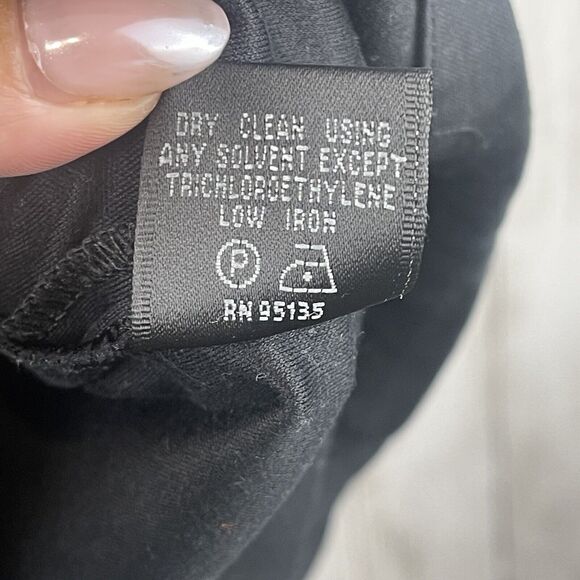 DRY CLEAN USING
ANY SOLVENT EXCEPT
TRICHLOROETHYLENE
LOW IRON
P
RN 95135